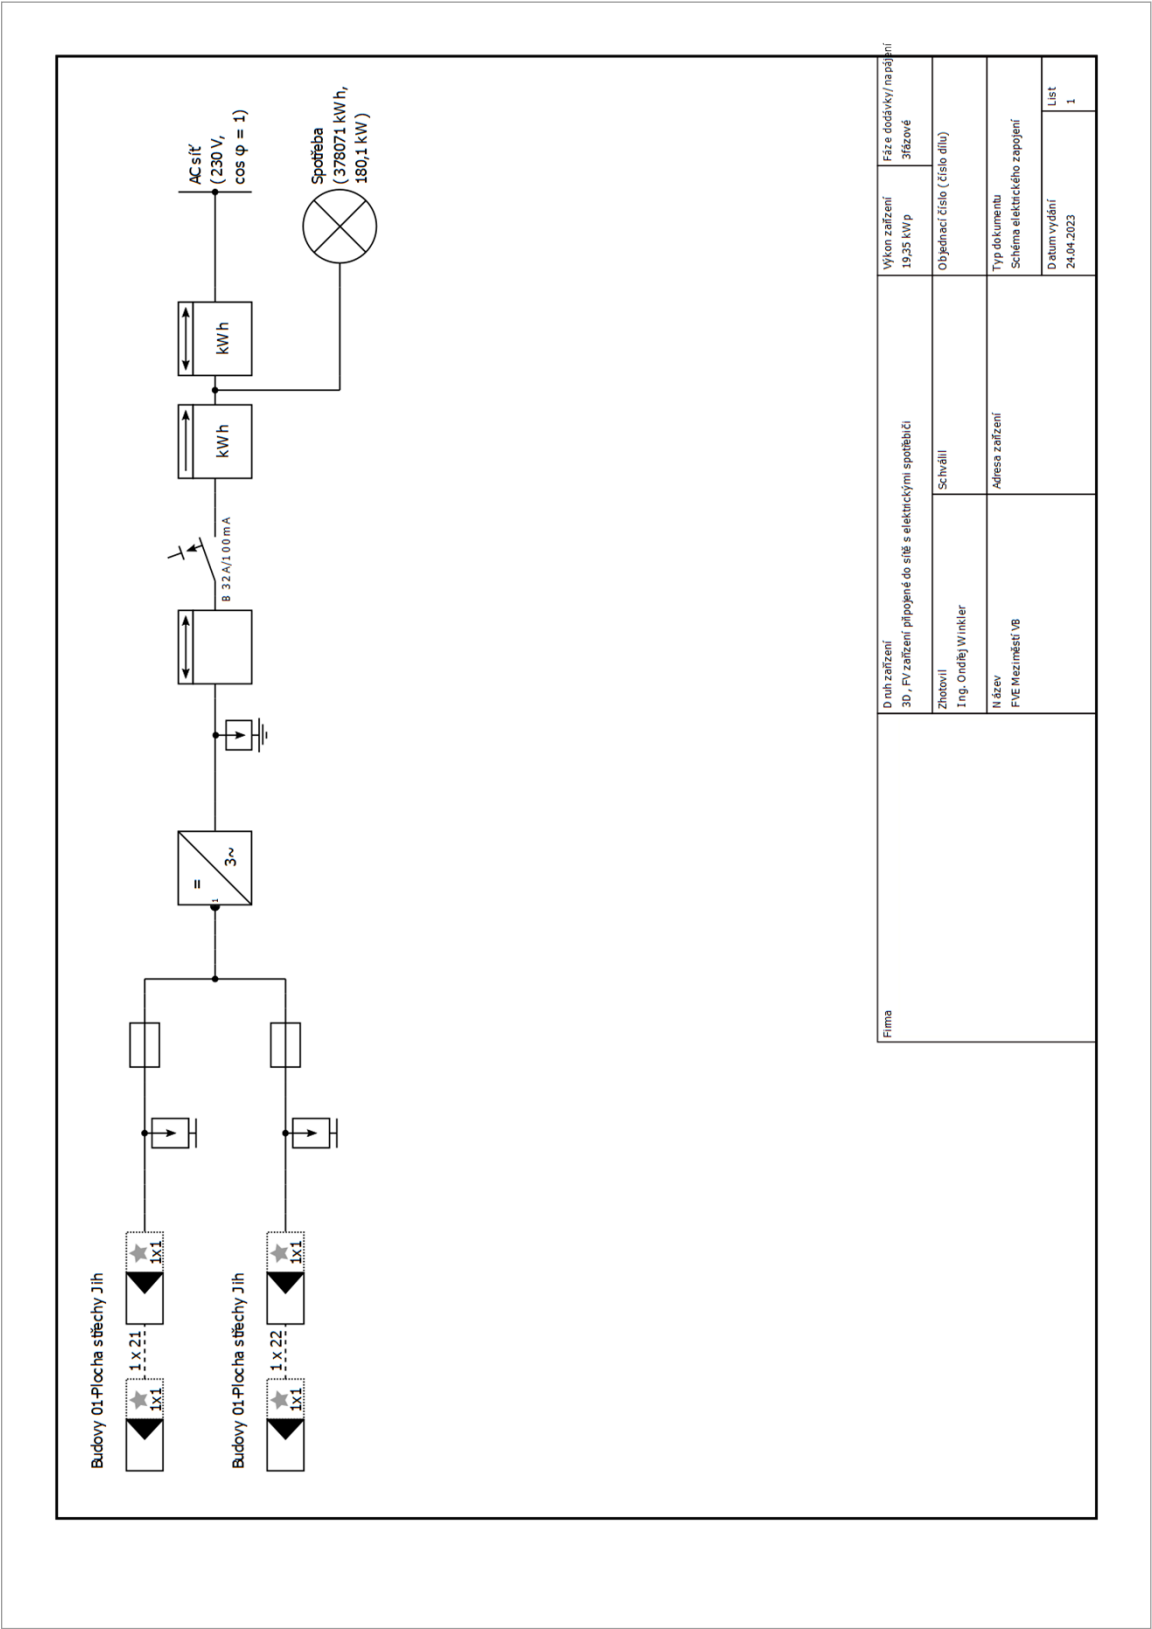 Budovy 01-Plocha střechy Jih
1x1
1 x 21
1x1
Budovy 01-Plocha střechy Jih
1x1
1 x 22
1x1
=
3~
1
B 32A/100mA
kWh
kWh
AC síť
(230 V,
cos φ = 1)
Spotřeba
(378071 kWh,
180,1 kW)
Firma
Druh zařízení
3D, FV zařízení připojené do sítě s elektrickými spotřebiči
Výkon zařízení
19,35 kWp
Fáze dodávky/napájení
3fázové
Zhotovil
Ing. Ondřej Winkler
Schválil
Objednací číslo (číslo dílu)
Název
FVE Meziměstí VB
Adresa zařízení
Typ dokumentu
Schéma elektrického zapojení
Datum vydání
24.04.2023
List
1